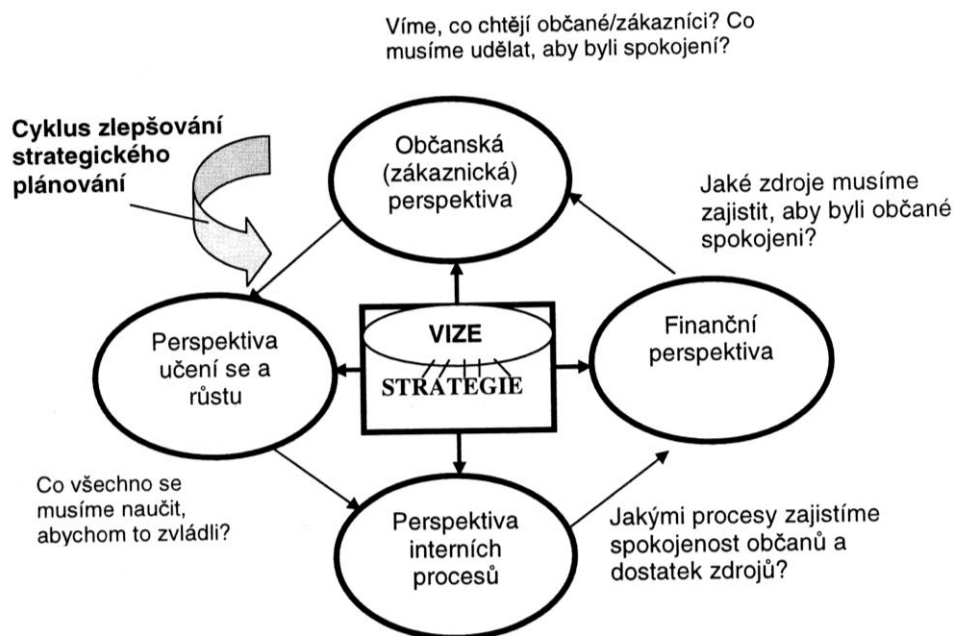 Víme, co chtějí občané/zákazníci? Co
musíme udělat, aby byli spokojení?
Cyklus zlepšování
strategického
plánování
Občanská
(zákaznická)
perspektiva
Jaké zdroje musíme
zajistit, aby byli občané
spokojeni?
Perspektiva
učení se a
růstu
VIZE
STRATEGIE
Finanční
perspektiva
Co všechno se
musíme naučit,
abychom to zvládli?
Perspektiva
interních
procesů
Jakými procesy zajistíme
spokojenost občanů a
dostatek zdrojů?